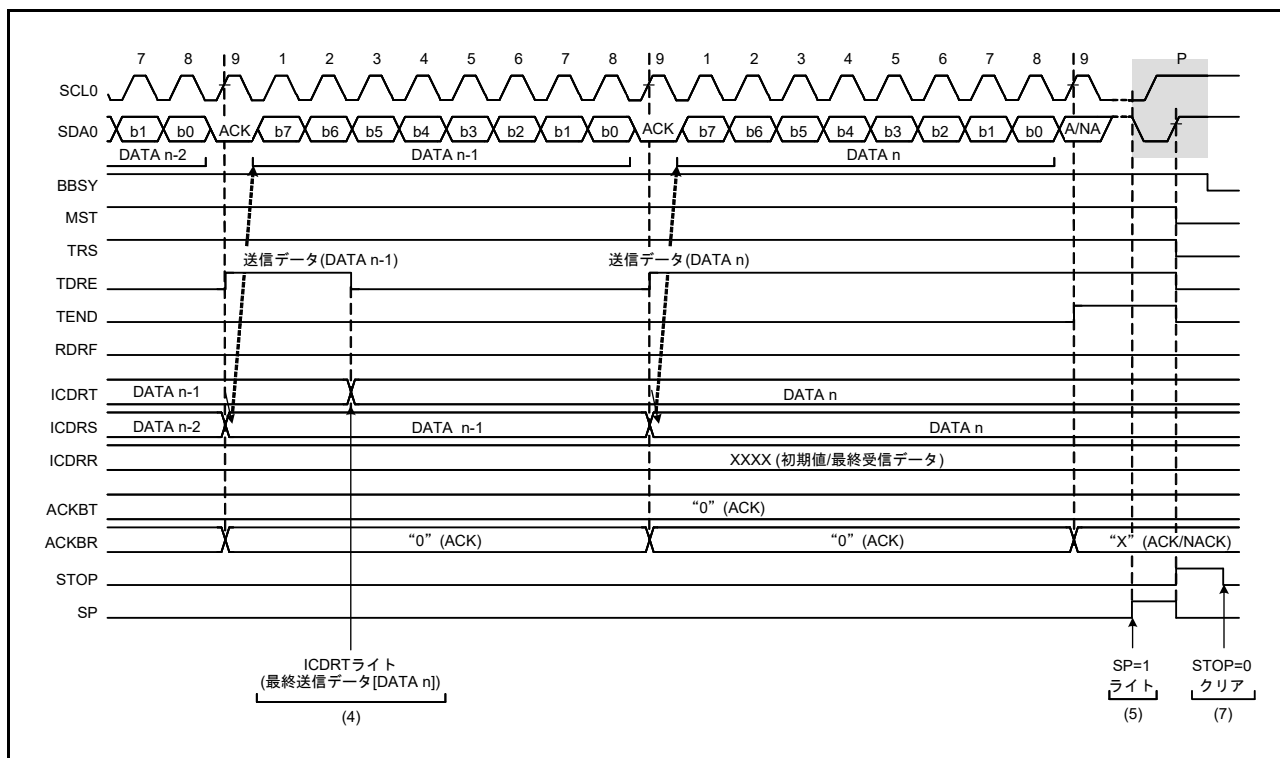 7 8 9 1 2 3 4 5 6 7 8 9 1 2 3 4 5 6 7 8 9 P
SCL0
SDA0 b1 b0 ACK b7 b6 b5 b4 b3 b2 b1 b0 ACK b7 b6 b5 b4 b3 b2 b1 b0 A/NA
DATA n-2 DATA n-1 DATA n
BBSY
MST
TRS
送信データ(DATA n-1) 送信データ(DATA n)
TDRE
TEND
RDRF
ICDRT DATA n-1 DATA n
ICDRS DATA n-2 DATA n-1 DATA n
ICDRR XXXX (初期値/最終受信データ)
ACKBT “0” (ACK)
ACKBR “0” (ACK) “0” (ACK) “X” (ACK/NACK)
STOP
SP
ICDRTライト
(最終送信データ[DATA n])
(4)
SP=1
ライト
(5)
STOP=0
クリア
(7)